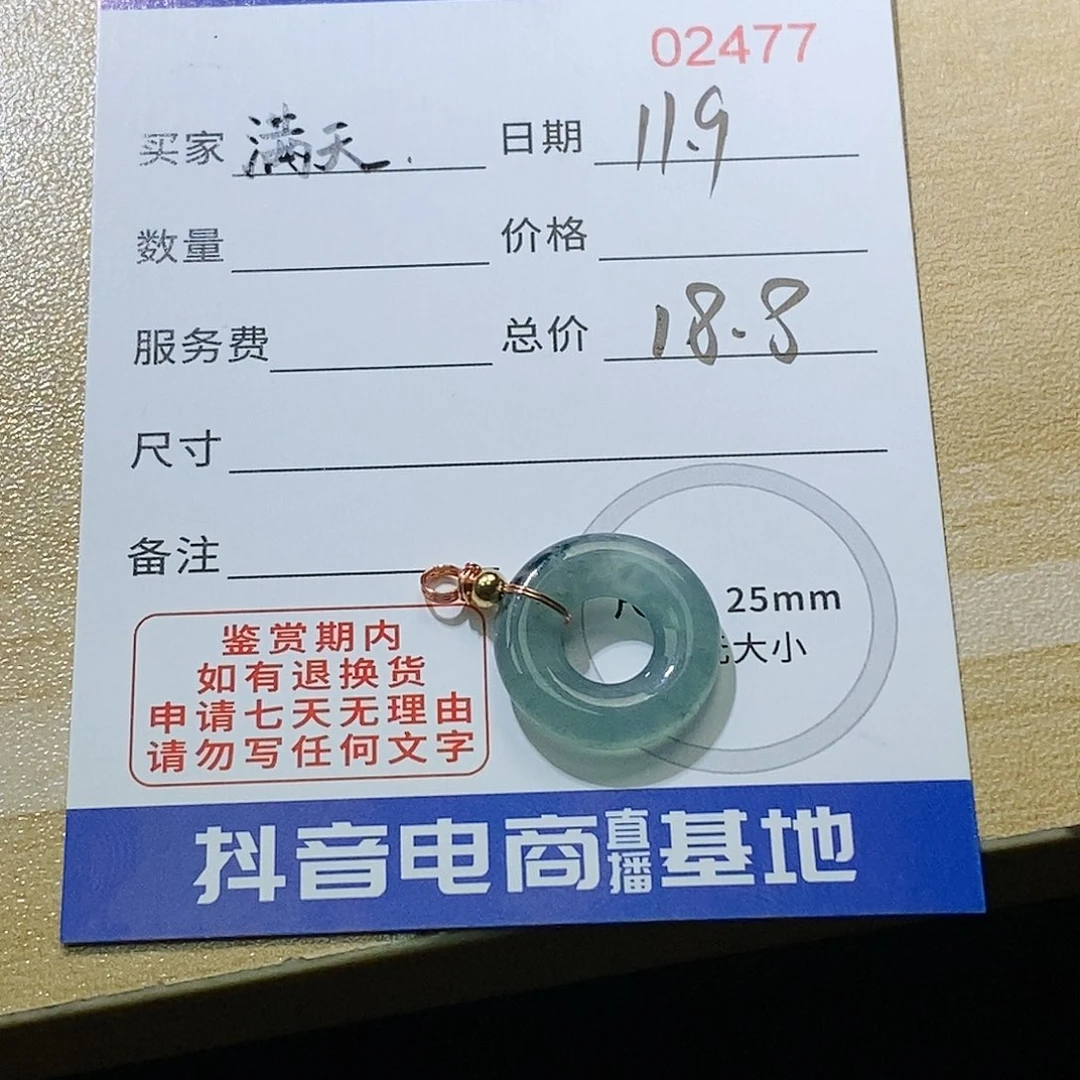 02477
买家 满天. 日期 11.9
数量 价格
服务费 总价 18.8
尺寸
备注
25mm
大小
鉴赏期内
如有退换货
申请七天无理由
请勿写任何文字
抖音电商直播基地